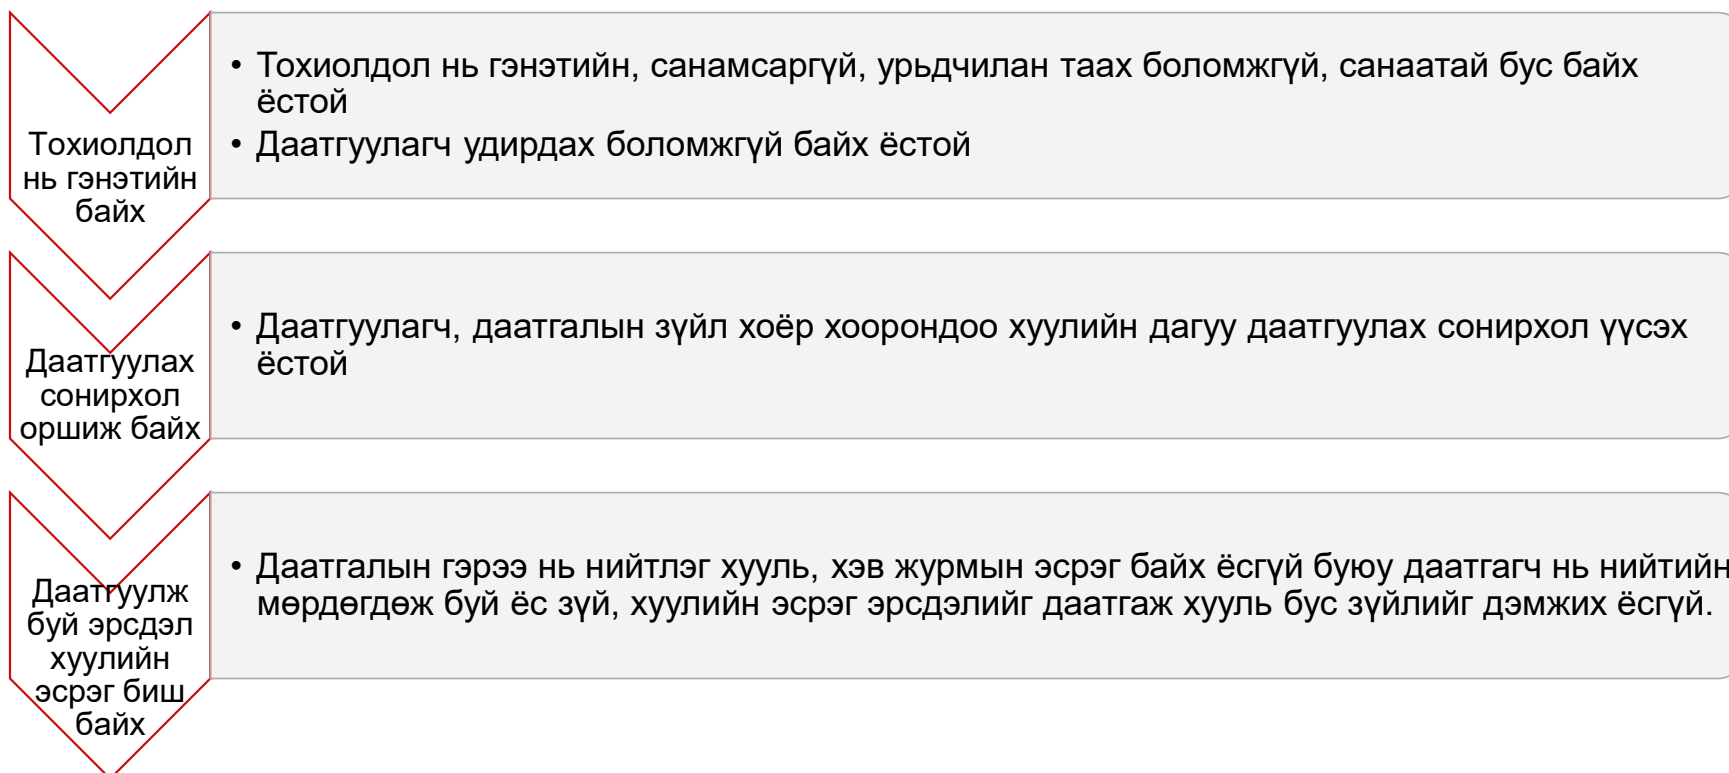 Тохиолдол
нь гэнэтийн
байх
• Тохиолдол нь гэнэтийн, санамсаргүй, урьдчилан таах боломжгүй, санаатай бус байх
ёстой
• Даатгуулагч удирдах боломжгүй байх ёстой
Даатгуулах
сонирхол
оршиж байх
• Даатгуулагч, даатгалын зүйл хоёр хоорондоо хуулийн дагуу даатгуулах сонирхол үүсэх
ёстой
Даатгуулж
буй эрсдэл
хуулийн
эсрэг биш
байх
• Даатгалын гэрээ нь нийтлэг хууль, хэв журмын эсрэг байх ёсгүй буюу даатгагч нь нийтийн
мөрдөгдөж буй ёс зүй, хуулийн эсрэг эрсдэлийг даатгаж хууль бус зүйлийг дэмжих ёсгүй.